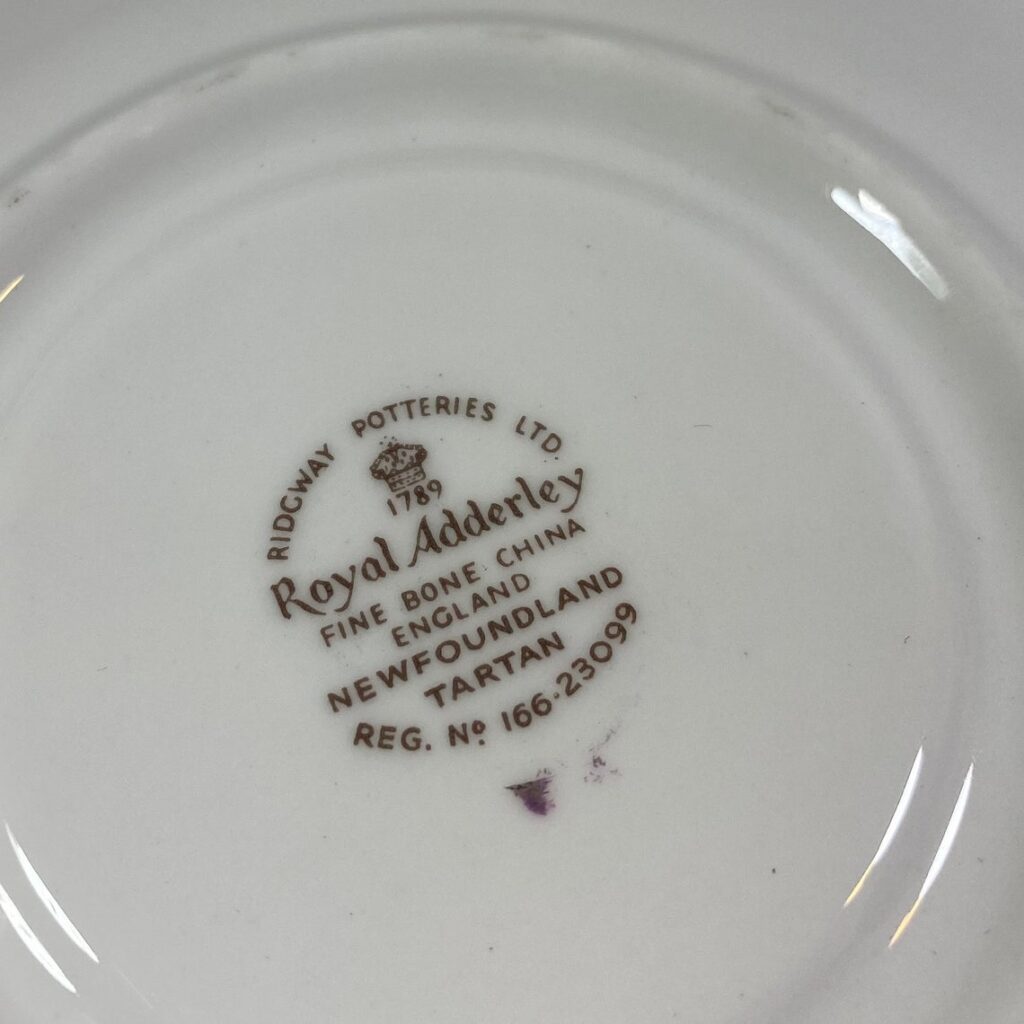 RIDGWAY POTTERIES LTD
1789
Royal Adderley
FINE BONE CHINA
ENGLAND
NEWFOUNDLAND
TARTAN
REG. Nº 166·23099